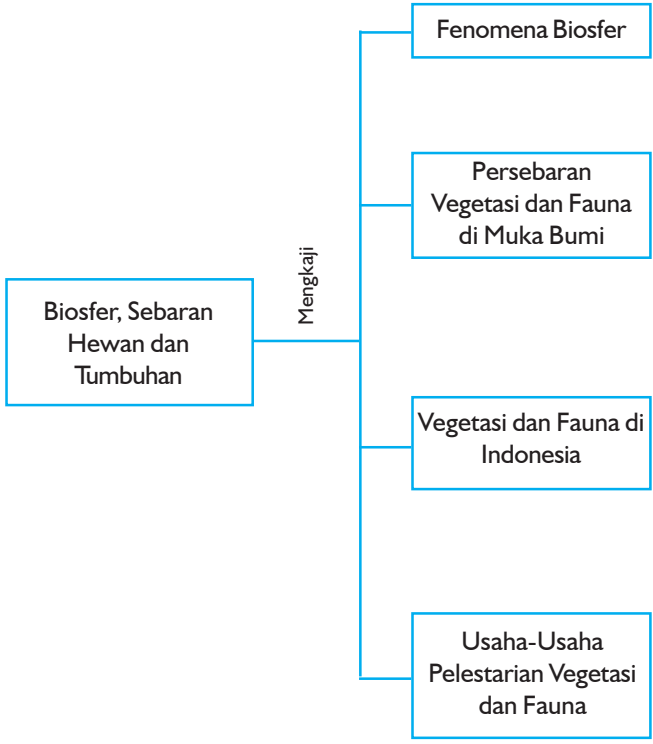 Fenomena Biosfer
Persebaran
Vegetasi dan Fauna
di Muka Bumi
Mengkaji
Biosfer, Sebaran
Hewan dan
Tumbuhan
Vegetasi dan Fauna di
Indonesia
Usaha-Usaha
Pelestarian Vegetasi
dan Fauna